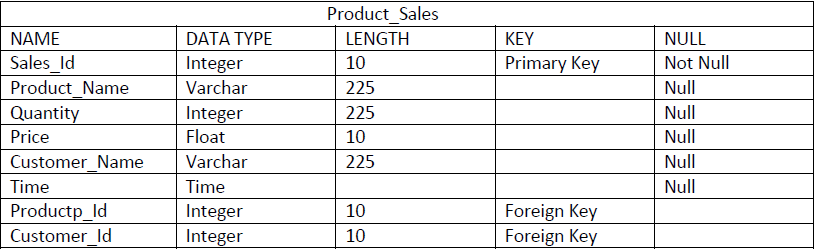 Product_Sales
NAME DATA TYPE LENGTH KEY NULL
Sales_Id Integer 10 Primary Key Not Null
Product_Name Varchar 225 Null
Quantity Integer 225 Null
Price Float 10 Null
Customer_Name Varchar 225 Null
Time Time Null
Productp_Id Integer 10 Foreign Key
Customer_Id Integer 10 Foreign Key